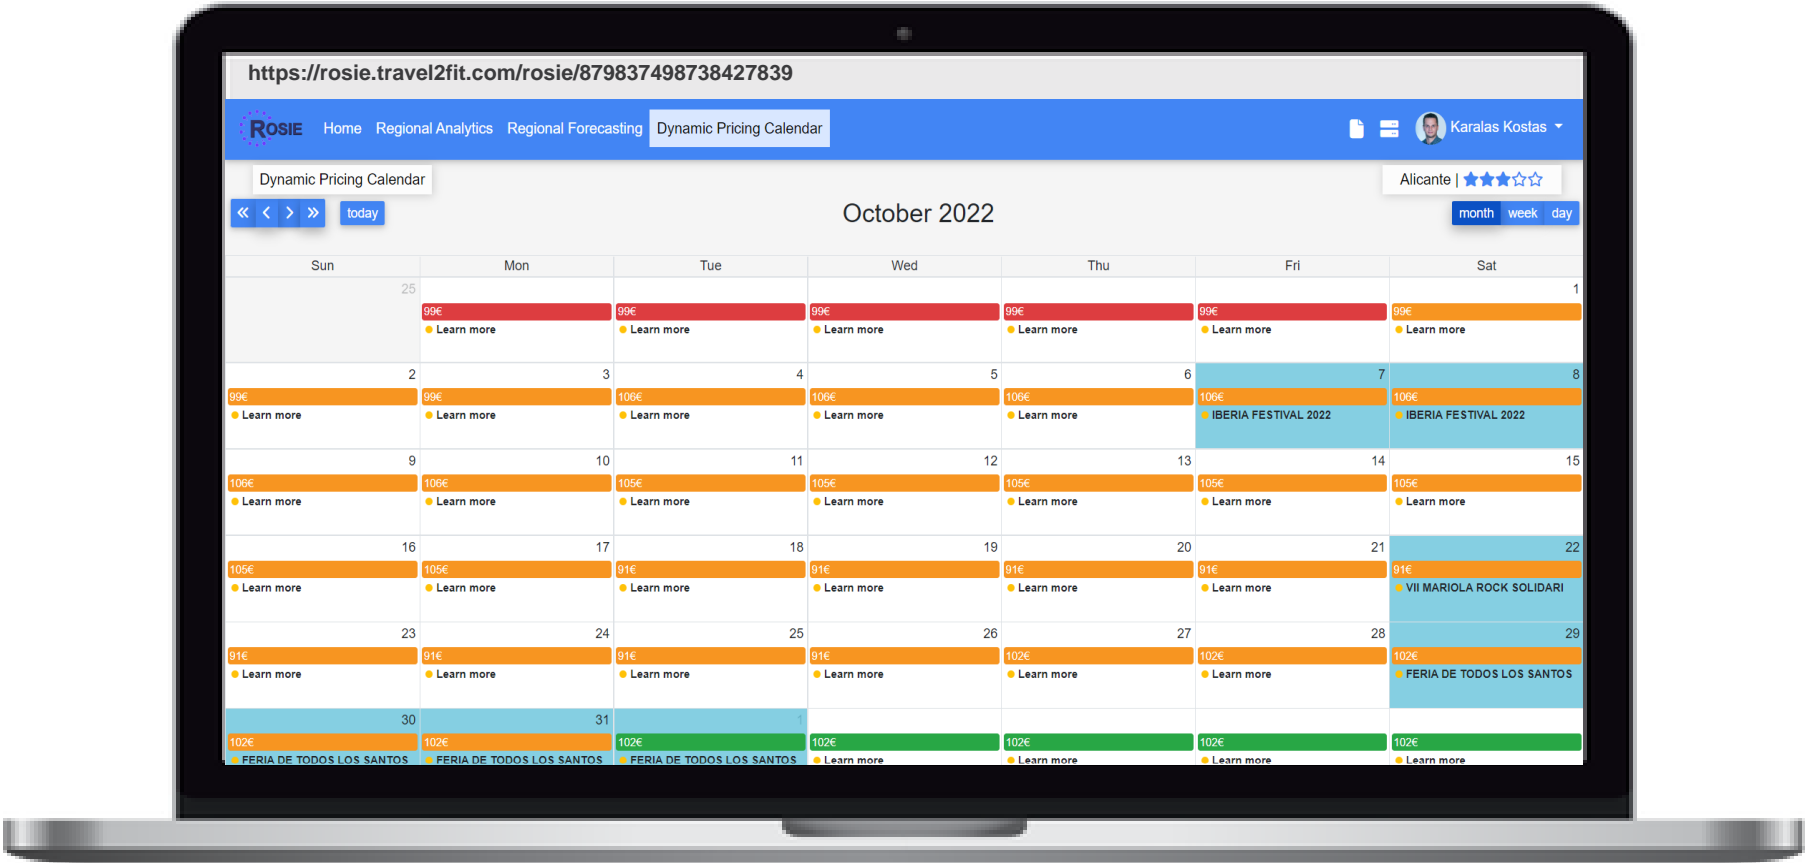 https://rosie.travel2fit.com/rosie/879837498738427839
ROSIE Home Regional Analytics Regional Forecasting Dynamic Pricing Calendar Karalas Kostas
Dynamic Pricing Calendar Alicante |
today October 2022 month week day
Sun Mon Tue Wed Thu Fri Sat
25 1
99€ 99€ 99€ 99€ 99€ 99€
Learn more Learn more Learn more Learn more Learn more Learn more
2 3 4 5 6 7 8
99€ 99€ 106€ 106€ 106€ 106€ 106€
Learn more Learn more Learn more Learn more Learn more IBERIA FESTIVAL 2022 IBERIA FESTIVAL 2022
9 10 11 12 13 14 15
106€ 106€ 105€ 105€ 105€ 105€ 105€
Learn more Learn more Learn more Learn more Learn more Learn more Learn more
16 17 18 19 20 21 22
105€ 105€ 91€ 91€ 91€ 91€ 91€
Learn more Learn more Learn more Learn more Learn more Learn more VII MARIOLA ROCK SOLIDARI
23 24 25 26 27 28 29
91€ 91€ 91€ 91€ 102€ 102€ 102€
Learn more Learn more Learn more Learn more Learn more Learn more FERIA DE TODOS LOS SANTOS
30 31 1
102€ 102€ 102€ 102€ 102€ 102€ 102€
FERIA DE TODOS LOS SANTOS FERIA DE TODOS LOS SANTOS FERIA DE TODOS LOS SANTOS Learn more Learn more Learn more Learn more